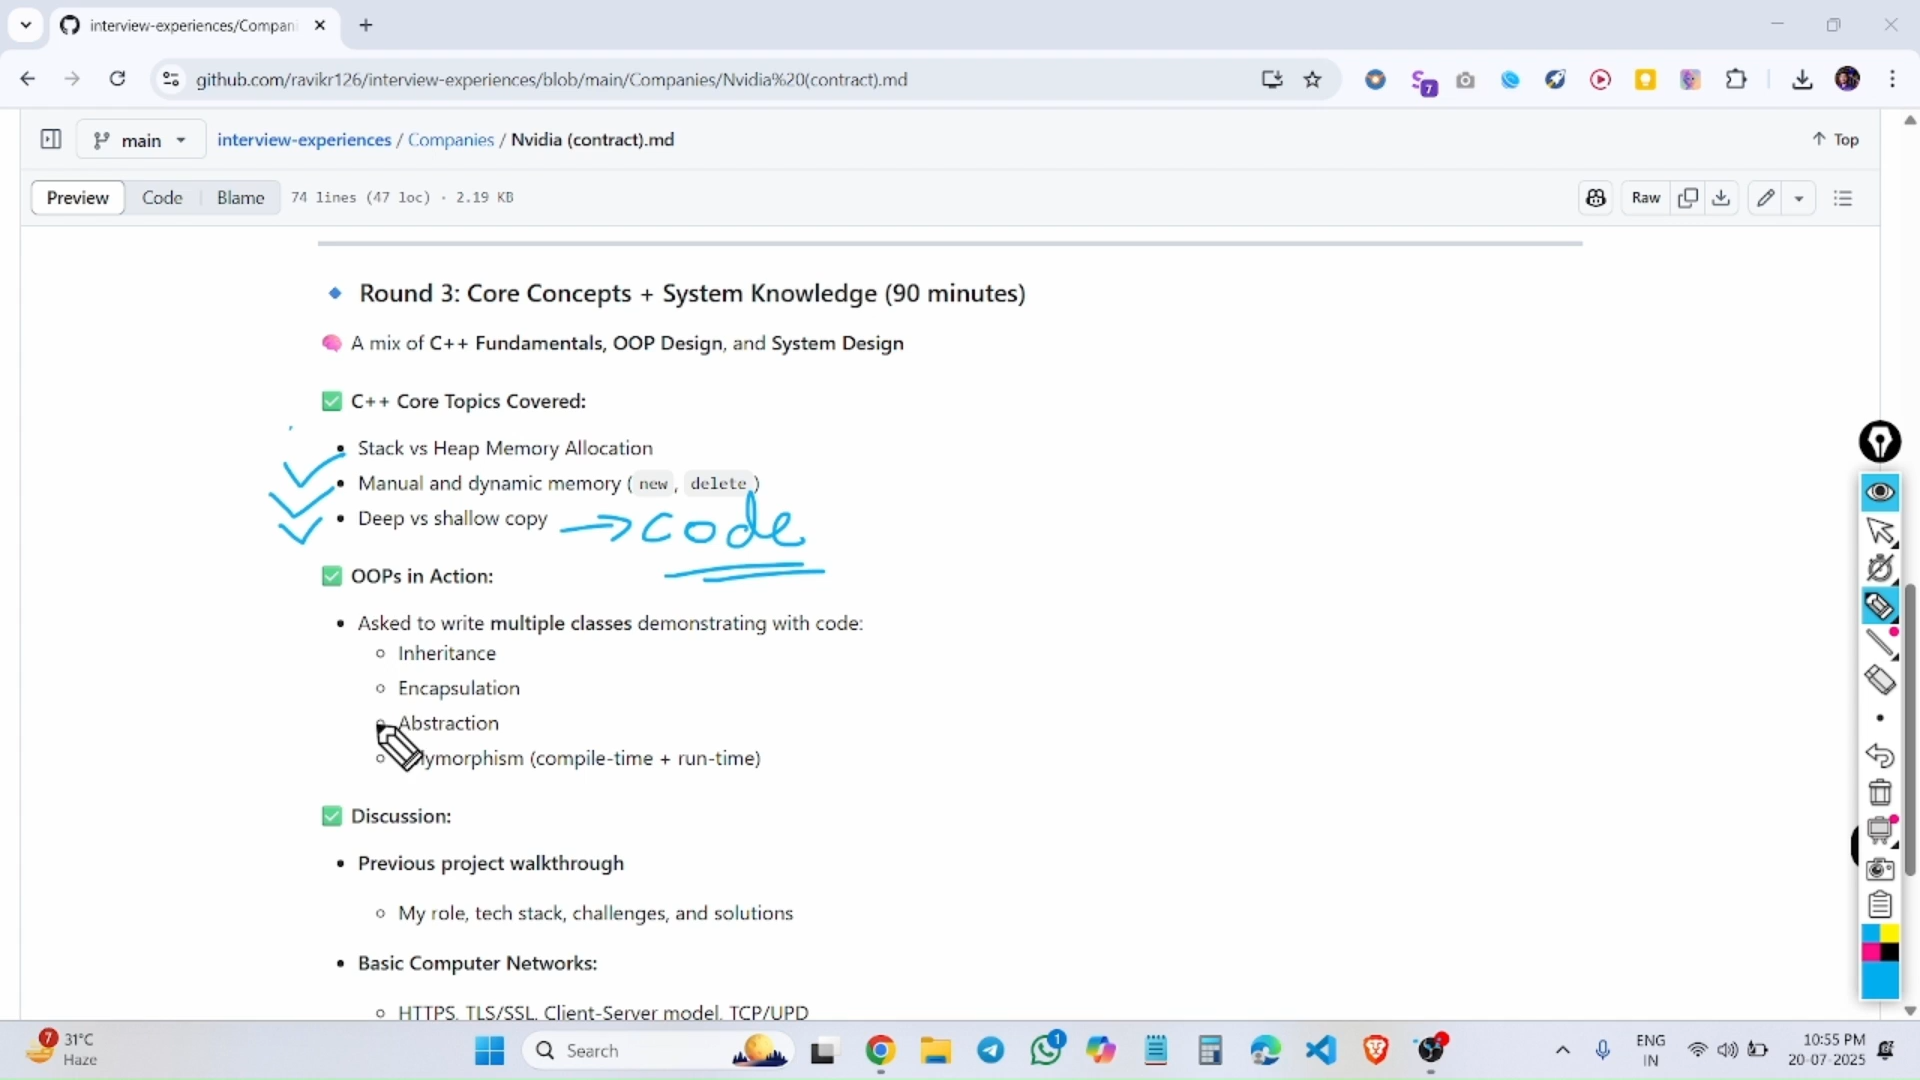 interview-experiences/Compani
github.com/ravikr126/interview-experiences/blob/main/Companies/Nvidia%20(contract).md
7
main
interview-experiences / Companies / Nvidia (contract).md
Top
Preview
Code
Blame
74 lines (47 loc) · 2.19 KB
Raw
Round 3: Core Concepts + System Knowledge (90 minutes)
A mix of C++ Fundamentals, OOP Design, and System Design
C++ Core Topics Covered:
• Stack vs Heap Memory Allocation
• Manual and dynamic memory ( new , delete )
• Deep vs shallow copy → code
OOPs in Action:
• Asked to write multiple classes demonstrating with code:
Inheritance
Encapsulation
Abstraction
lymorphism (compile-time + run-time)
Discussion:
• Previous project walkthrough
My role, tech stack, challenges, and solutions
• Basic Computer Networks:
HTTPS, TLS/SSL, Client-Server model, TCP/UPD
7
31°C
Haze
Search
1
ENG
IN
10:55 PM
20-07-2025